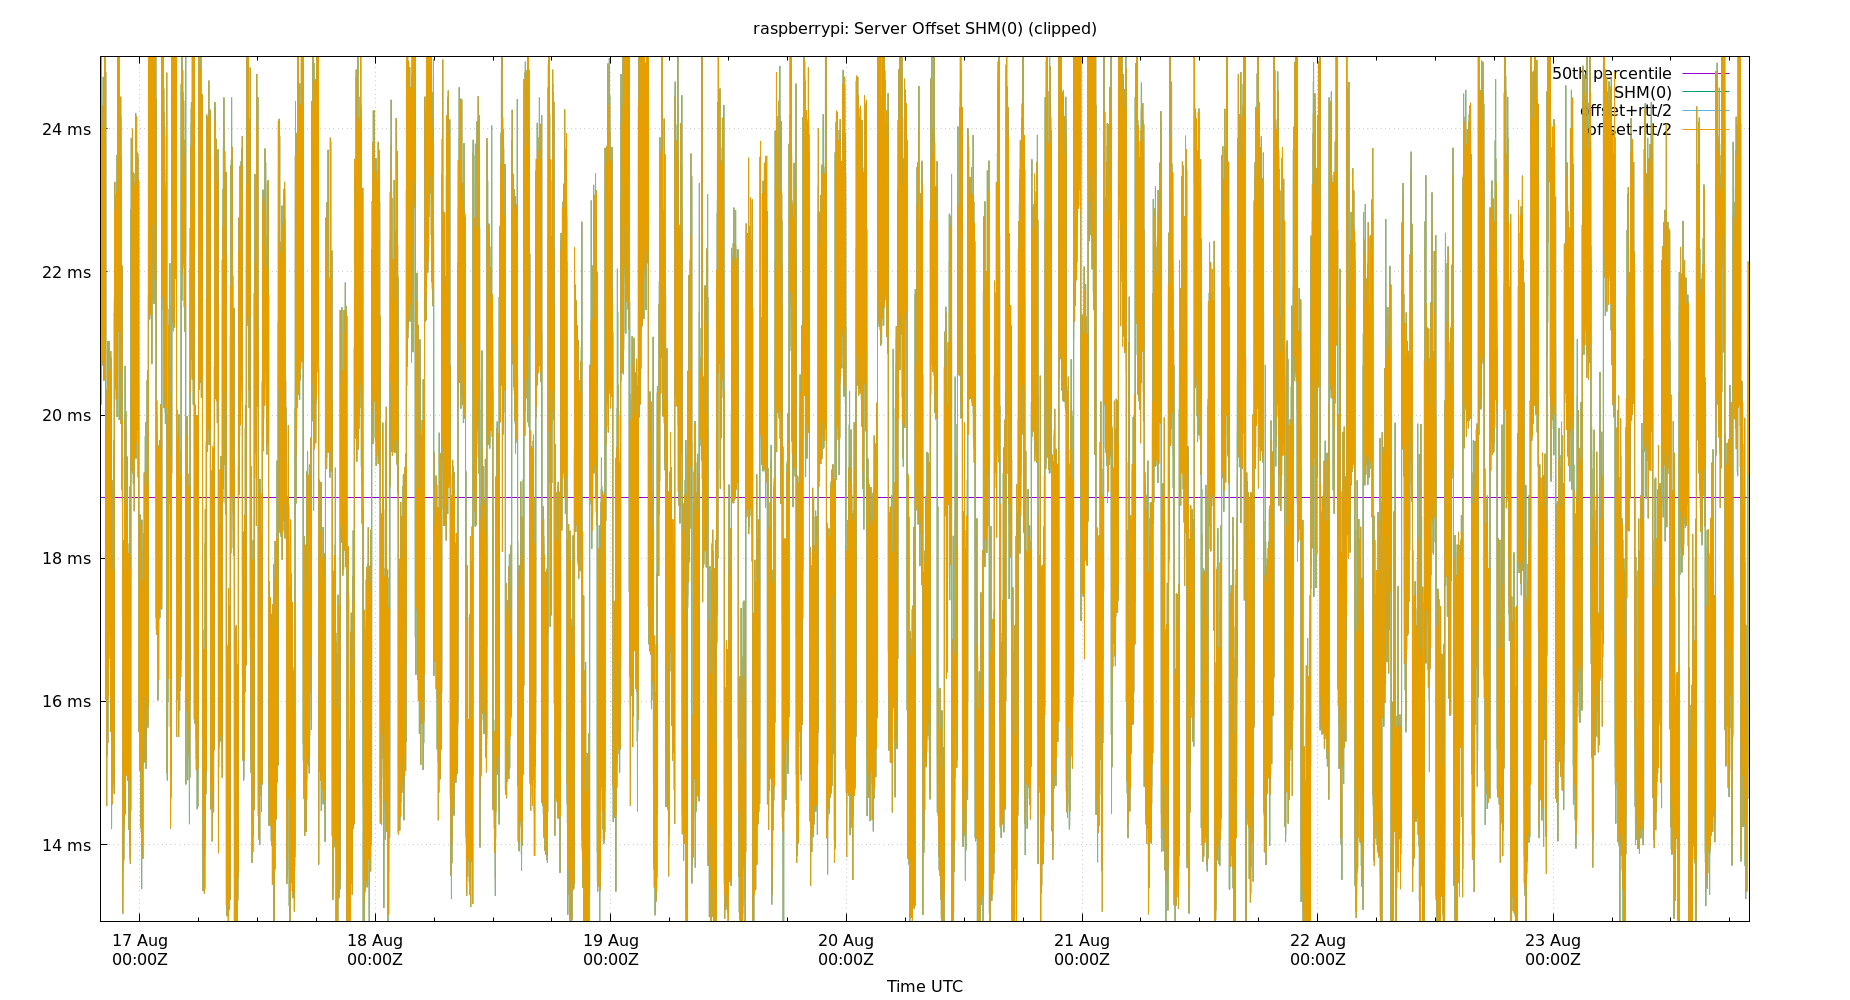 raspberrypi: Server Offset SHM(0) (clipped)
50th percentile
SHM(0)
offset+rtt/2
offset-rtt/2
24 ms
22 ms
20 ms
18 ms
16 ms
14 ms
17 Aug 18 Aug 19 Aug 20 Aug 21 Aug 22 Aug 23 Aug
00:00Z 00:00Z 00:00Z 00:00Z 00:00Z 00:00Z 00:00Z
Time UTC